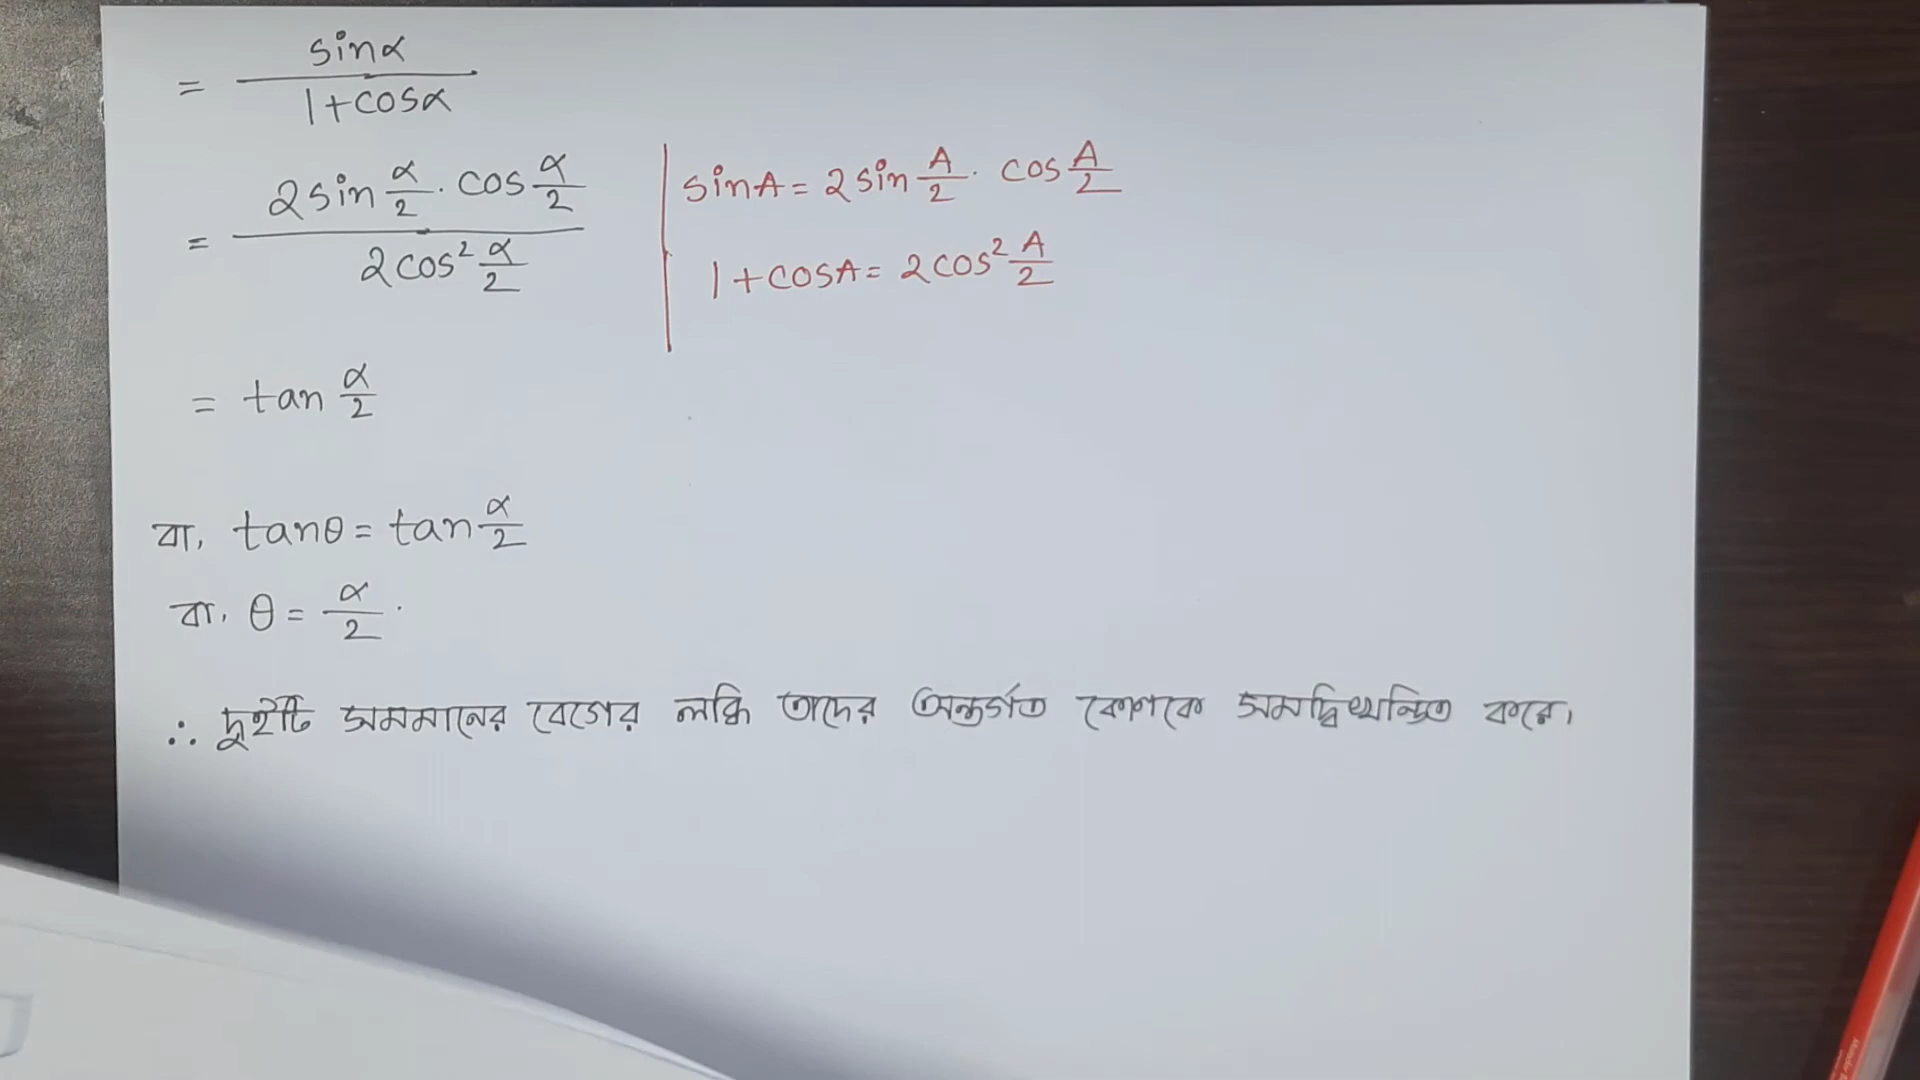 = sinα / 1+cosα
= 2sin α/2 · cos α/2 / 2cos² α/2
sinA = 2sin A/2 · cos A/2
1+cosA = 2cos² A/2
= tan α/2
বা, tanθ = tan α/2
বা, θ = α/2 ·
∴ দুইটি সমমানের বেগের লব্ধি তাদের অন্তর্গত কোণকে সমদ্বিখন্ডিত করে।